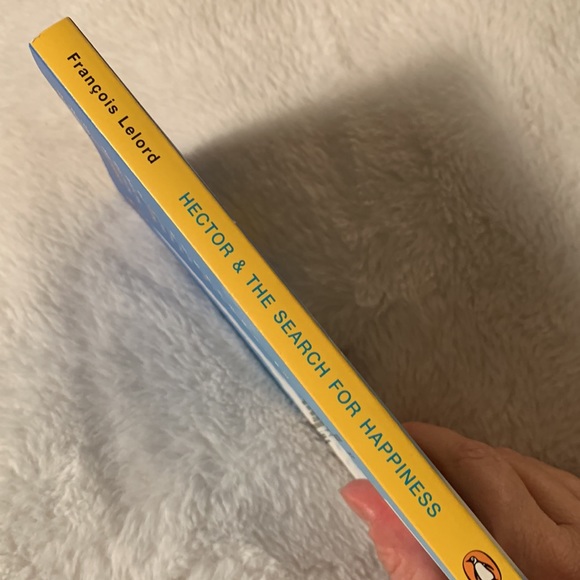 François Lelord
HECTOR & THE SEARCH FOR HAPPINESS